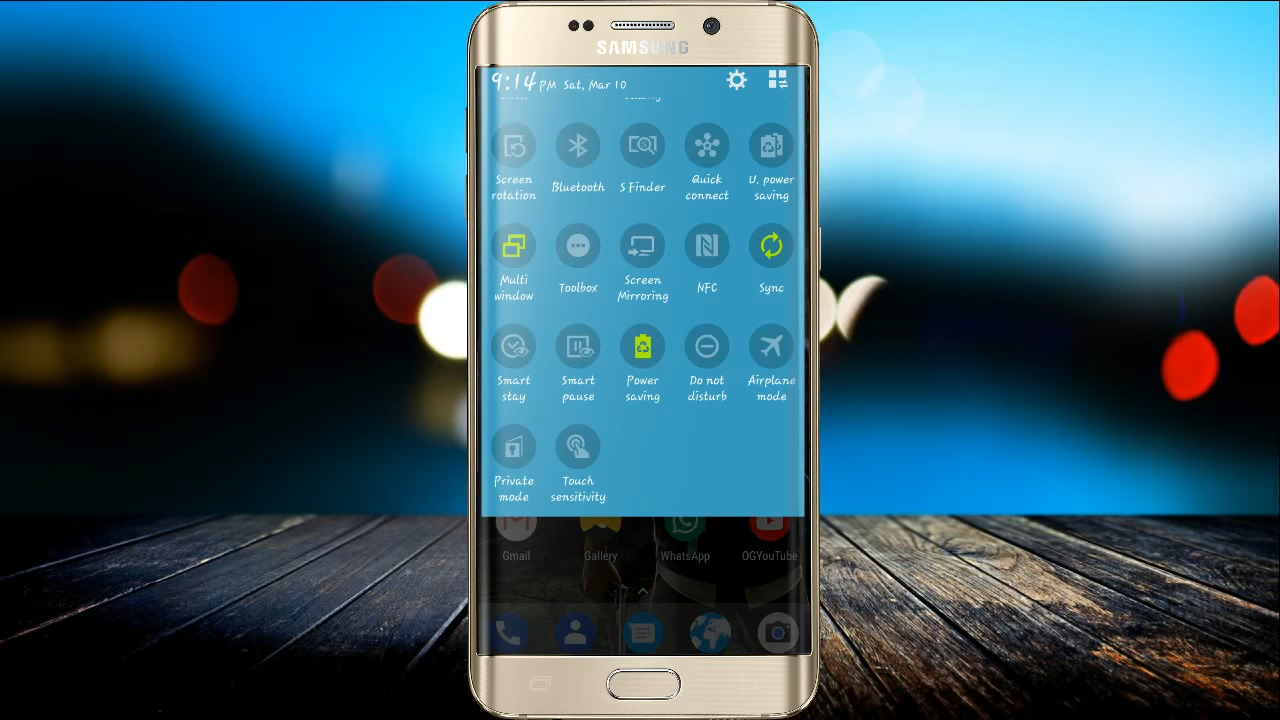 SAMSUNG
9:14 PM Sat, Mar 10
Screen rotation
Bluetooth
S Finder
Quick connect
U. power saving
Multi window
Toolbox
Screen Mirroring
NFC
Sync
Smart stay
Smart pause
Power saving
Do not disturb
Airplane mode
Private mode
Touch sensitivity
Gmail
Gallery
WhatsApp
OGYouTube